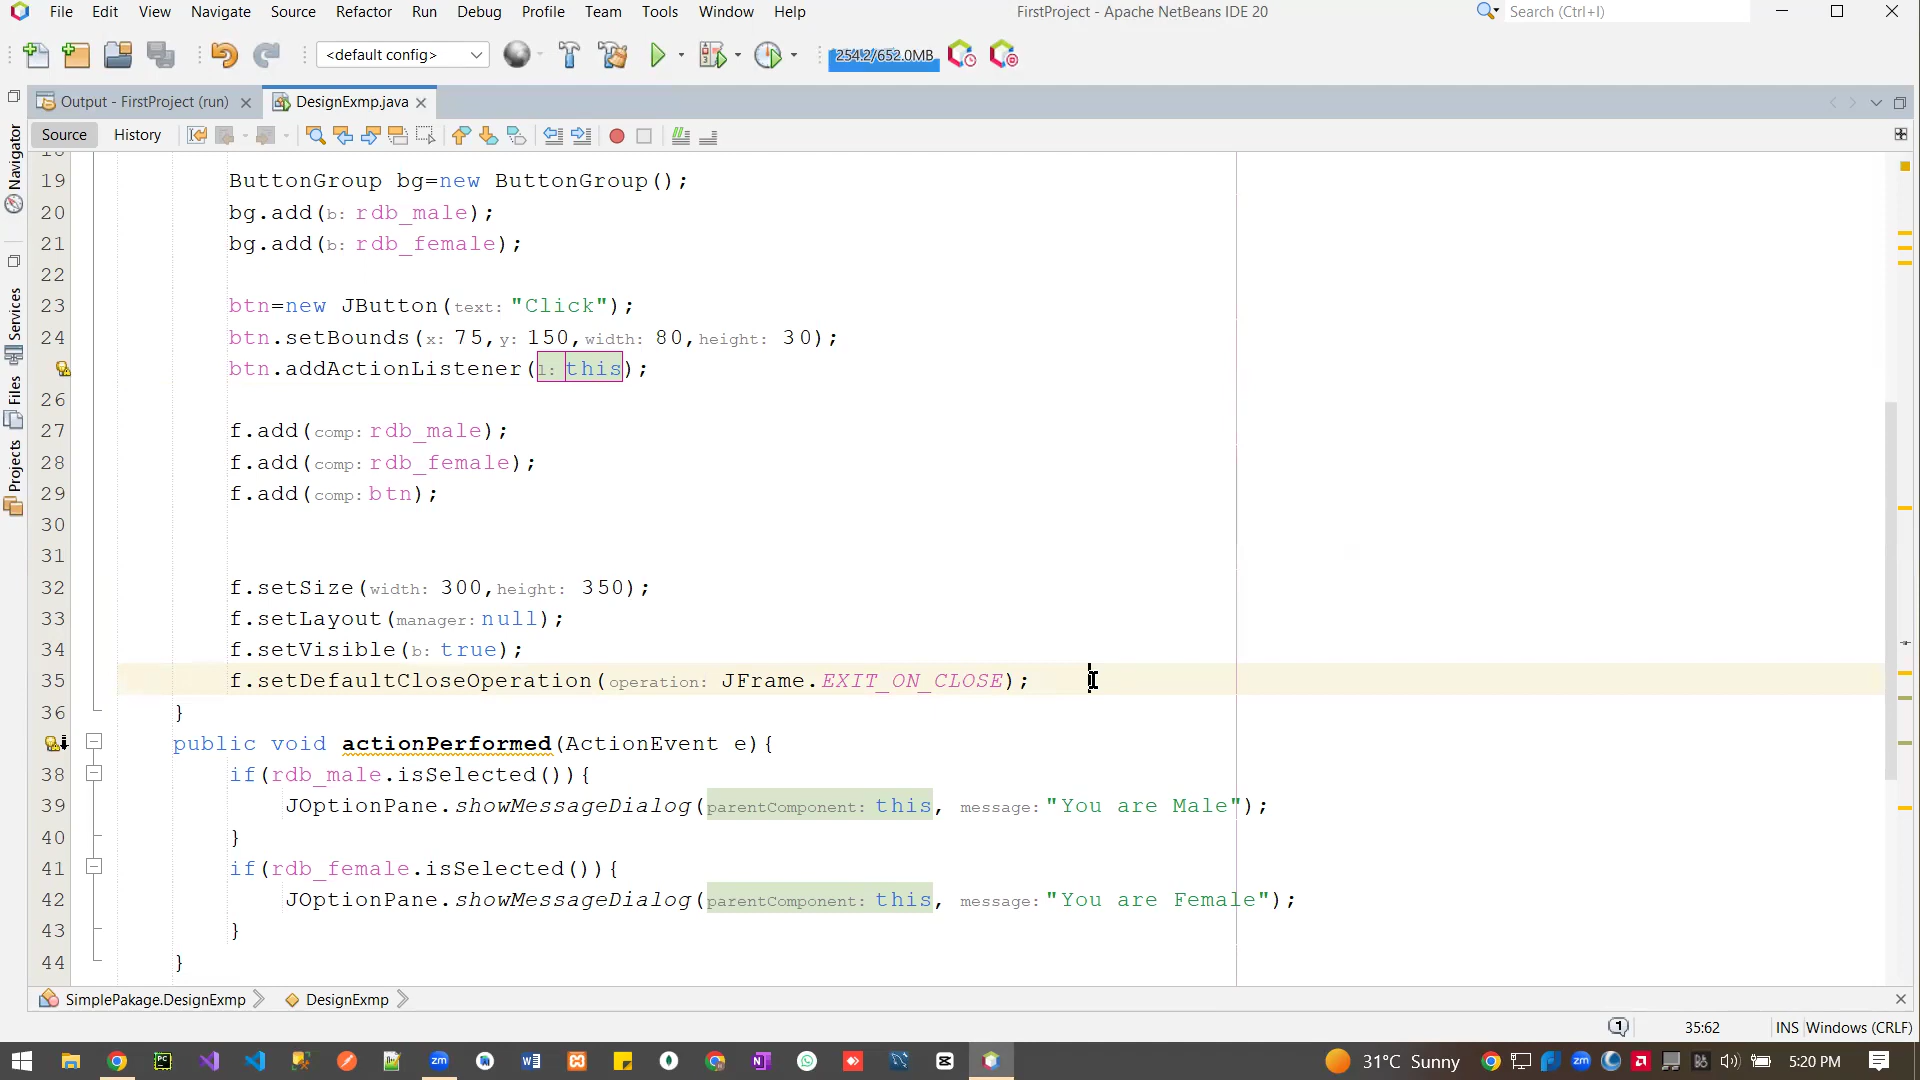 File Edit View Navigate Source Refactor Run Debug Profile Team Tools Window Help FirstProject - Apache NetBeans IDE 20 Search (Ctrl+I)
<default config> 254.2/652.0MB
Output - FirstProject (run) DesignExmp.java
Source History
Navigator
Services
Files
Projects
19 ButtonGroup bg=new ButtonGroup();
20 bg.add(b: rdb_male);
21 bg.add(b: rdb_female);
22
23 btn=new JButton(text: "Click");
24 btn.setBounds(x: 75,y: 150,width: 80,height: 30);
btn.addActionListener(l: this);
26
27 f.add(comp: rdb_male);
28 f.add(comp: rdb_female);
29 f.add(comp: btn);
30
31
32 f.setSize(width: 300,height: 350);
33 f.setLayout(manager: null);
34 f.setVisible(b: true);
35 f.setDefaultCloseOperation(operation: JFrame.EXIT_ON_CLOSE);
36 }
public void actionPerformed(ActionEvent e){
38 if(rdb_male.isSelected()){
39 JOptionPane.showMessageDialog(parentComponent: this, message: "You are Male");
40 }
41 if(rdb_female.isSelected()){
42 JOptionPane.showMessageDialog(parentComponent: this, message: "You are Female");
43 }
44 }
SimplePakage.DesignExmp DesignExmp
1 35:62 INS Windows (CRLF)
31°C Sunny 5:20 PM